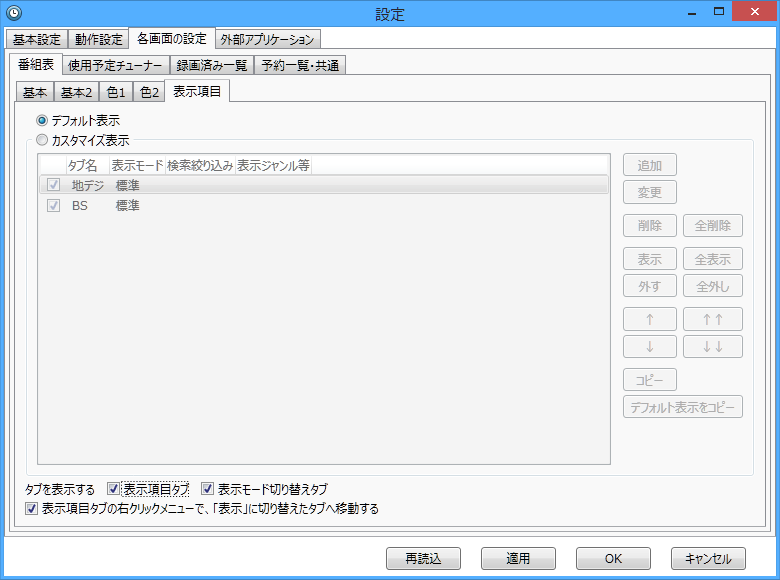 設定
基本設定 動作設定 各画面の設定 外部アプリケーション
番組表 使用予定チューナー 録画済み一覧 予約一覧・共通
基本 基本2 色1 色2 表示項目
デフォルト表示
カスタマイズ表示
タブ名 表示モード 検索絞り込み 表示ジャンル等
地デジ 標準
BS 標準
追加
変更
削除 全削除
表示 全表示
外す 全外し
↑ ↑↑
↓ ↓↓
コピー
デフォルト表示をコピー
タブを表示する 表示項目タブ 表示モード切り替えタブ
表示項目タブの右クリックメニューで、「表示」に切り替えたタブへ移動する
再読込 適用 OK キャンセル